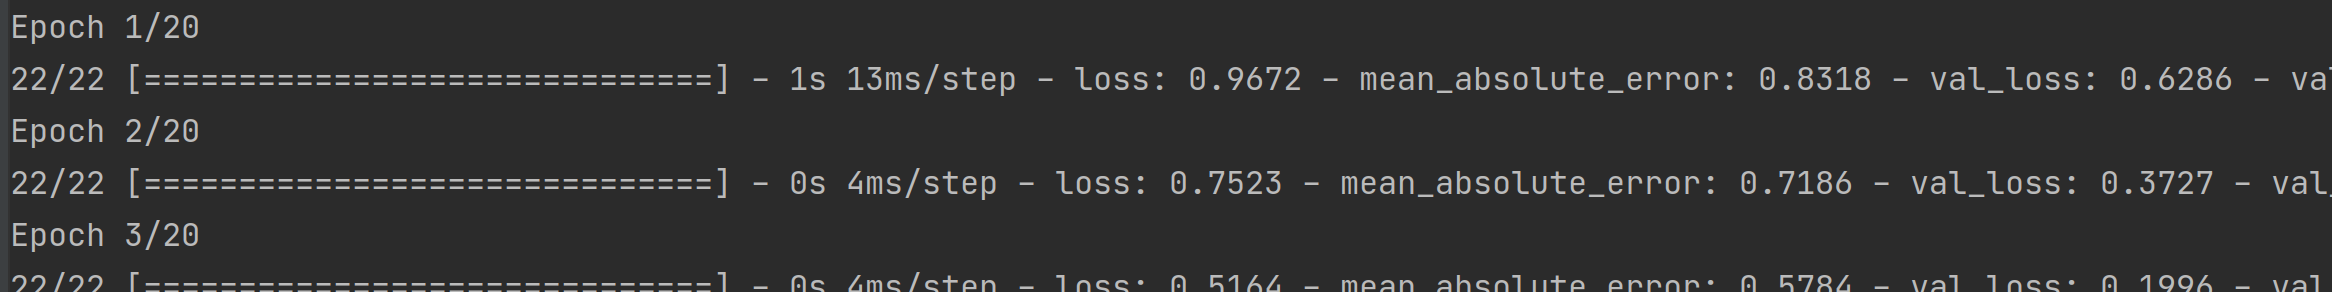 Epoch 1/20
22/22 [==============================] - 1s 13ms/step - loss: 0.9672 - mean_absolute_error: 0.8318 - val_loss: 0.6286 - va
Epoch 2/20
22/22 [==============================] - 0s 4ms/step - loss: 0.7523 - mean_absolute_error: 0.7186 - val_loss: 0.3727 - val_
Epoch 3/20
22/22 [==============================] - 0s 4ms/step - loss: 0.5164 - mean_absolute_error: 0.5784 - val_loss: 0.1996 - val_